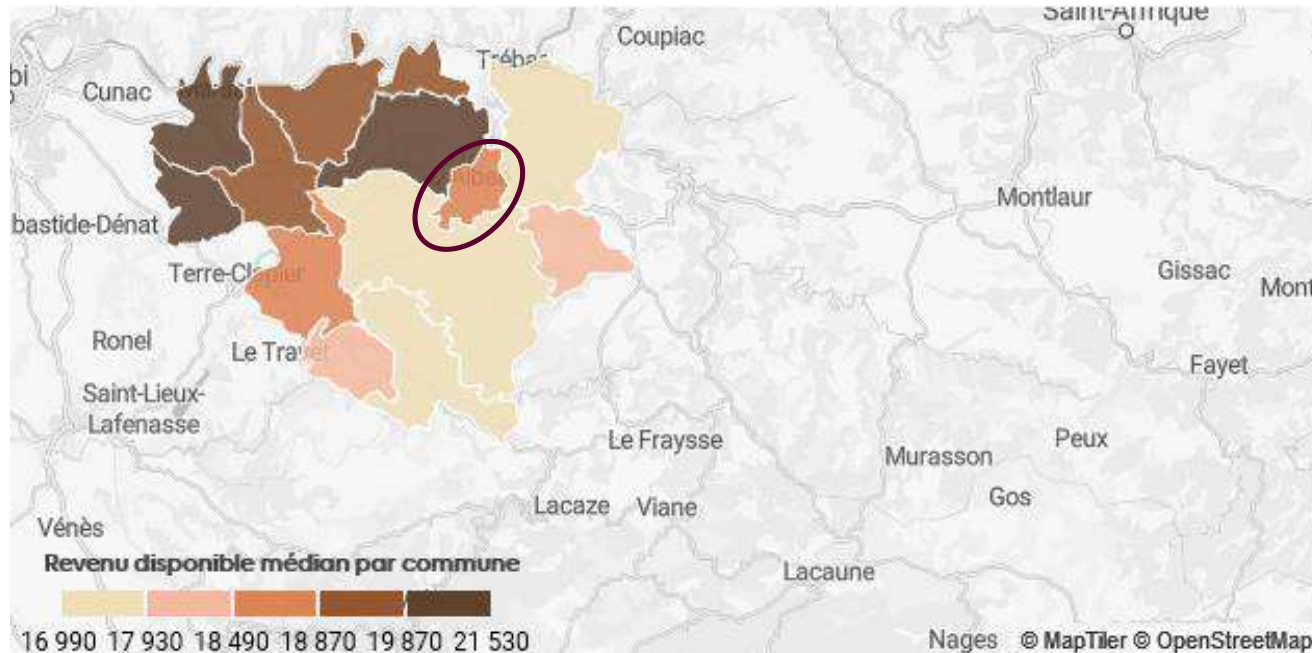 Saint-Affrique
Coupiac
Trébas
bi
Cunac
Montlaur
bastide-Dénat
Terre-Clapier
Gissac
Mont
Ronel
Le Travet
Fayet
Saint-Lieux-
Lafenasse
Le Fraysse
Peux
Murasson
Gos
Lacaze
Viane
Vénès
Revenu disponible médian par commune
Lacaune
16 990 17 930 18 490 18 870 19 870 21 530
Nages
© MapTiler © OpenStreetMap